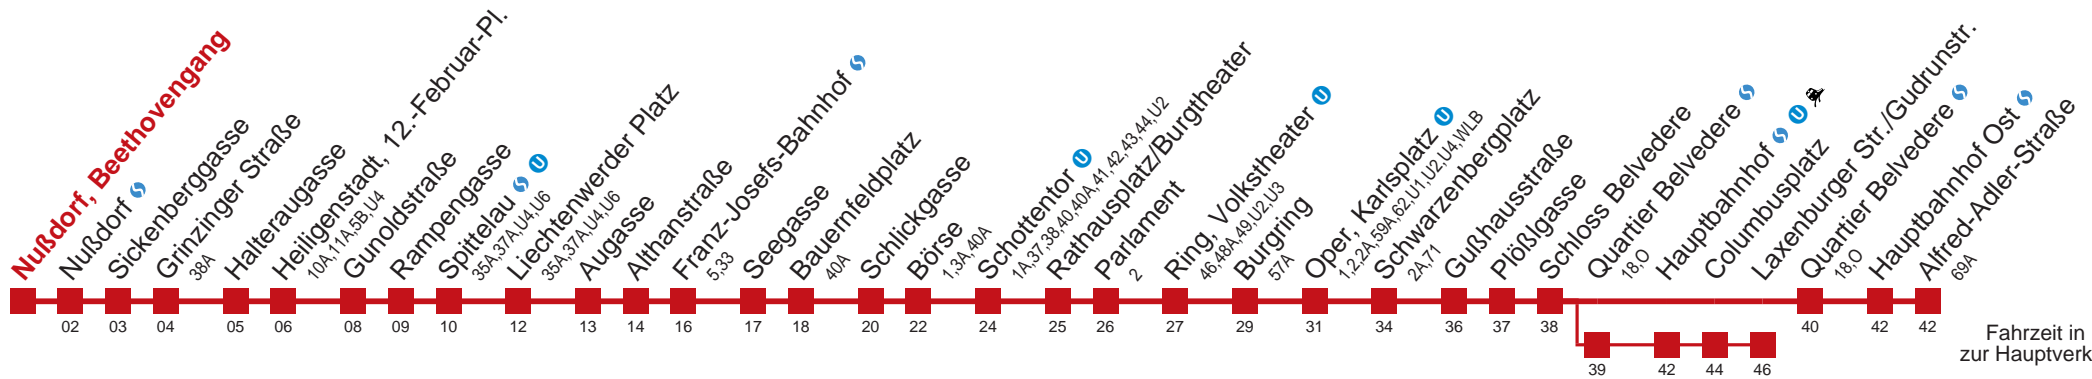 Nußdorf, Beethovengang
Nußdorf
Sickenberggasse
Grinzinger Straße
38A
Halteraugasse
Heiligenstadt, 12.-Februar-Pl.
10A,11A,5B,U4
Gunoldstraße
Rampengasse
Spittelau U
35A,37A,U4,U6
Liechtenwerder Platz
35A,37A,U4,U6
Augasse
Althanstraße
Franz-Josefs-Bahnhof
5,33
Seegasse
Bauernfeldplatz
40A
Schlickgasse
Börse
1,3A,40A
Schottentor U
1A,37,38,40,40A,41,42,43,44,U2
Rathausplatz/Burgtheater
Parlament
2
Ring, Volkstheater U
46,48A,49,U2,U3
Burgring
57A
Oper, Karlsplatz U
1,2,2A,59A,62,U1,U2,U4,WLB
Schwarzenbergplatz
2A,71
Gußhausstraße
Plößlgasse
Schloss Belvedere
Quartier Belvedere
18,O
Hauptbahnhof U
Columbusplatz
Laxenburger Str./Gudrunstr.
Quartier Belvedere
18,O
Hauptbahnhof Ost
Alfred-Adler-Straße
69A
02 03 04 05 06 08 09 10 12 13 14 16 17 18 20 22 24 25 26 27 29 31 34 36 37 38 40 42 42
39 42 44 46
Fahrzeit in
zur Hauptverk